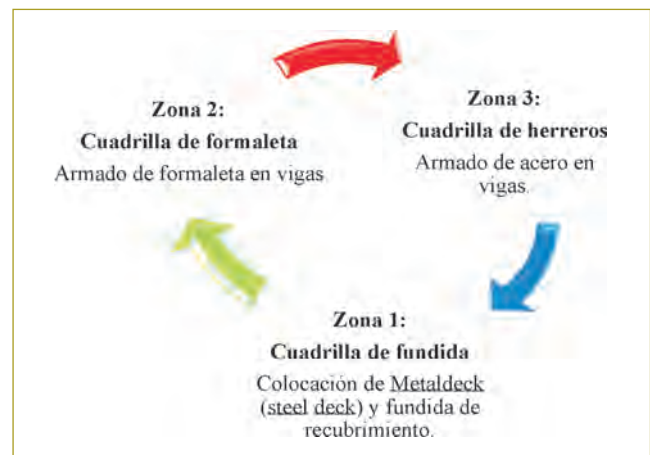 Zona 2:
Cuadrilla de formaleta
Armado de formaleta en vigas
Zona 3:
Cuadrilla de herreros
Armado de acero en
vigas.
Zona 1:
Cuadrilla de fundida
Colocación de Metaldeck
(steel deck) y fundida de
recubrimiento.